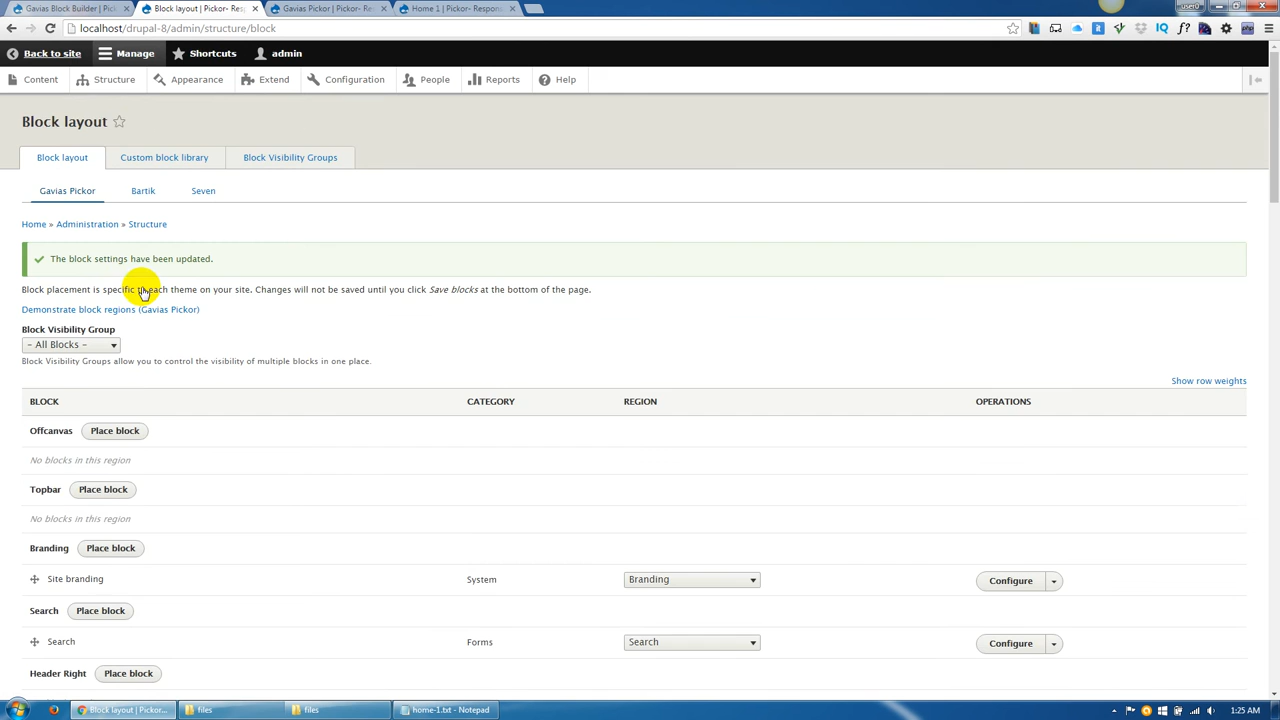 Gavias Block Builder | Pick
Block layout | Pickor- Res
Gavias Pickor | Pickor- Re
Home 1 | Pickor- Respons
user0
localhost/drupal-8/admin/structure/block
Back to site
Manage
Shortcuts
admin
Content
Structure
Appearance
Extend
Configuration
People
Reports
Help
Block layout
Block layout
Custom block library
Block Visibility Groups
Gavias Pickor
Bartik
Seven
Home » Administration » Structure
The block settings have been updated.
Block placement is specific to each theme on your site. Changes will not be saved until you click Save blocks at the bottom of the page.
Demonstrate block regions (Gavias Pickor)
Block Visibility Group
- All Blocks -
Block Visibility Groups allow you to control the visibility of multiple blocks in one place.
Show row weights
BLOCK CATEGORY REGION OPERATIONS
Offcanvas Place block
No blocks in this region
Topbar Place block
No blocks in this region
Branding Place block
Site branding System Branding Configure
Search Place block
Search Forms Search Configure
Header Right Place block
Block layout | Pickor...
files
files
home-1.txt - Notepad
1:25 AM